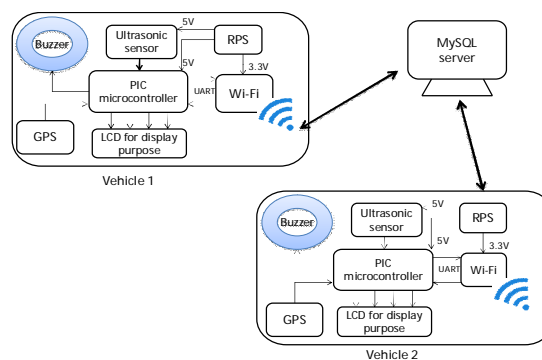 Buzzer
Ultrasonic
sensor
5V
RPS
5V
3.3V
PIC
microcontroller
UART
Wi-Fi
GPS
LCD for display
purpose
Vehicle 1
MySQL
server
Buzzer
Ultrasonic
sensor
5V
RPS
5V
3.3V
PIC
microcontroller
UART
Wi-Fi
GPS
LCD for display
purpose
Vehicle 2